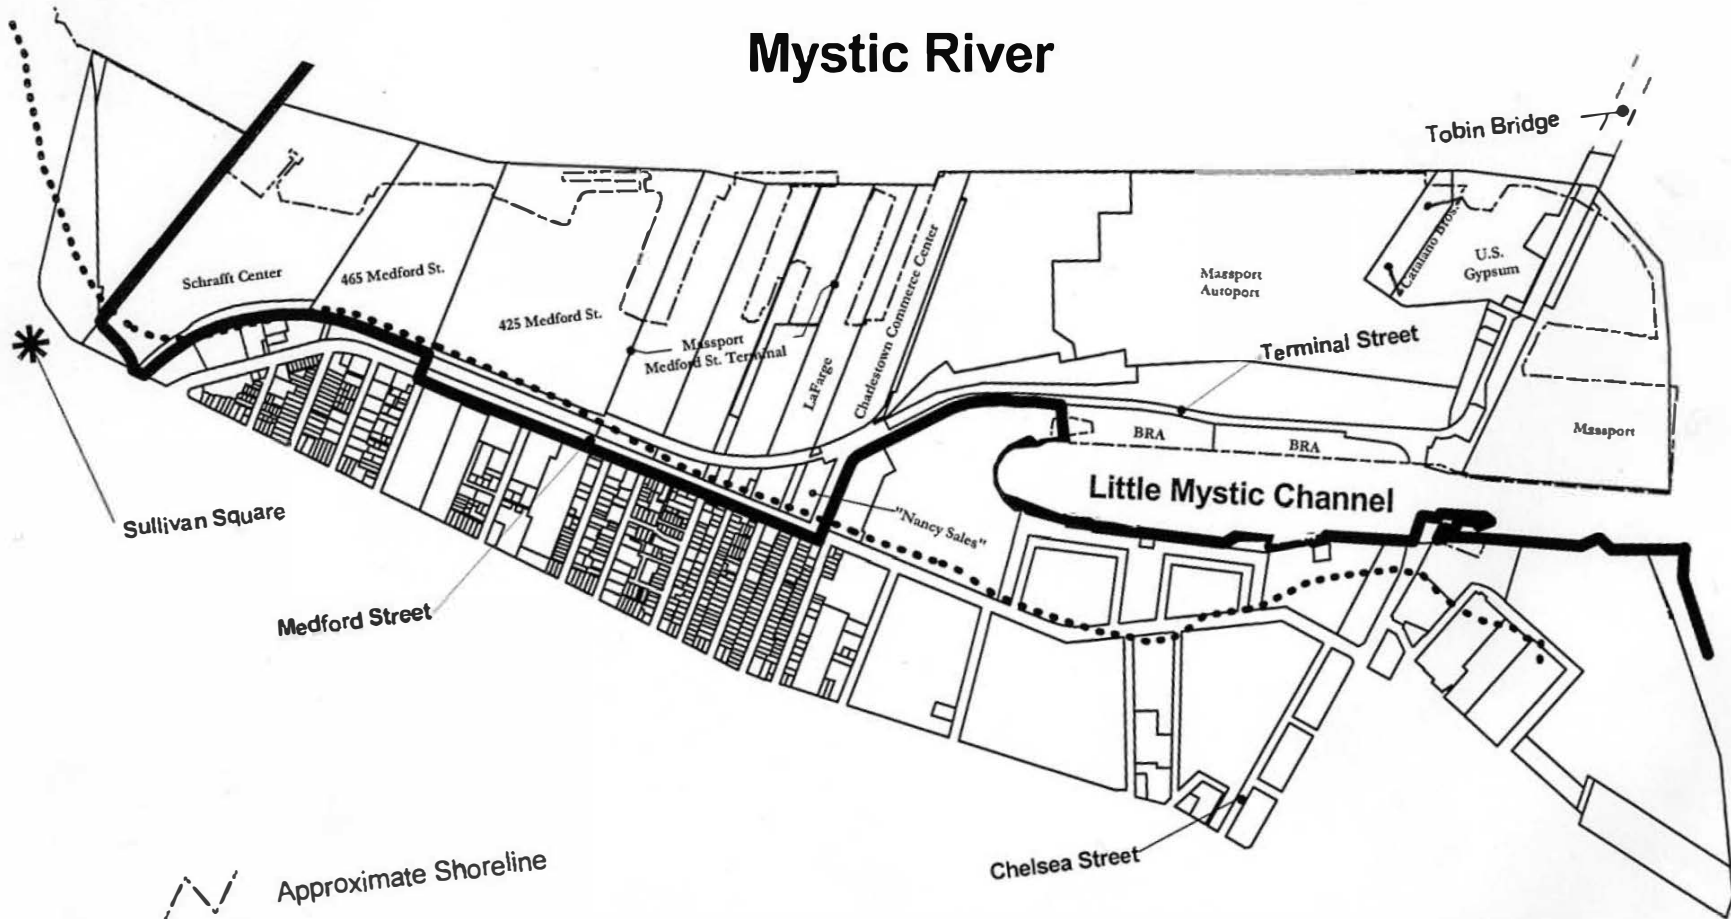 Mystic River
Tobin Bridge
Schrafft Center
465 Medford St.
425 Medford St.
Massport
Medford St. Terminal
LaFarge
Charlestown Commerce Center
Massport
Autoport
Catalano Bros.
U.S.
Gypsum
Terminal Street
BRA
BRA
Massport
Little Mystic Channel
"Nancy Sales"
Sullivan Square
Medford Street
Chelsea Street
Approximate Shoreline